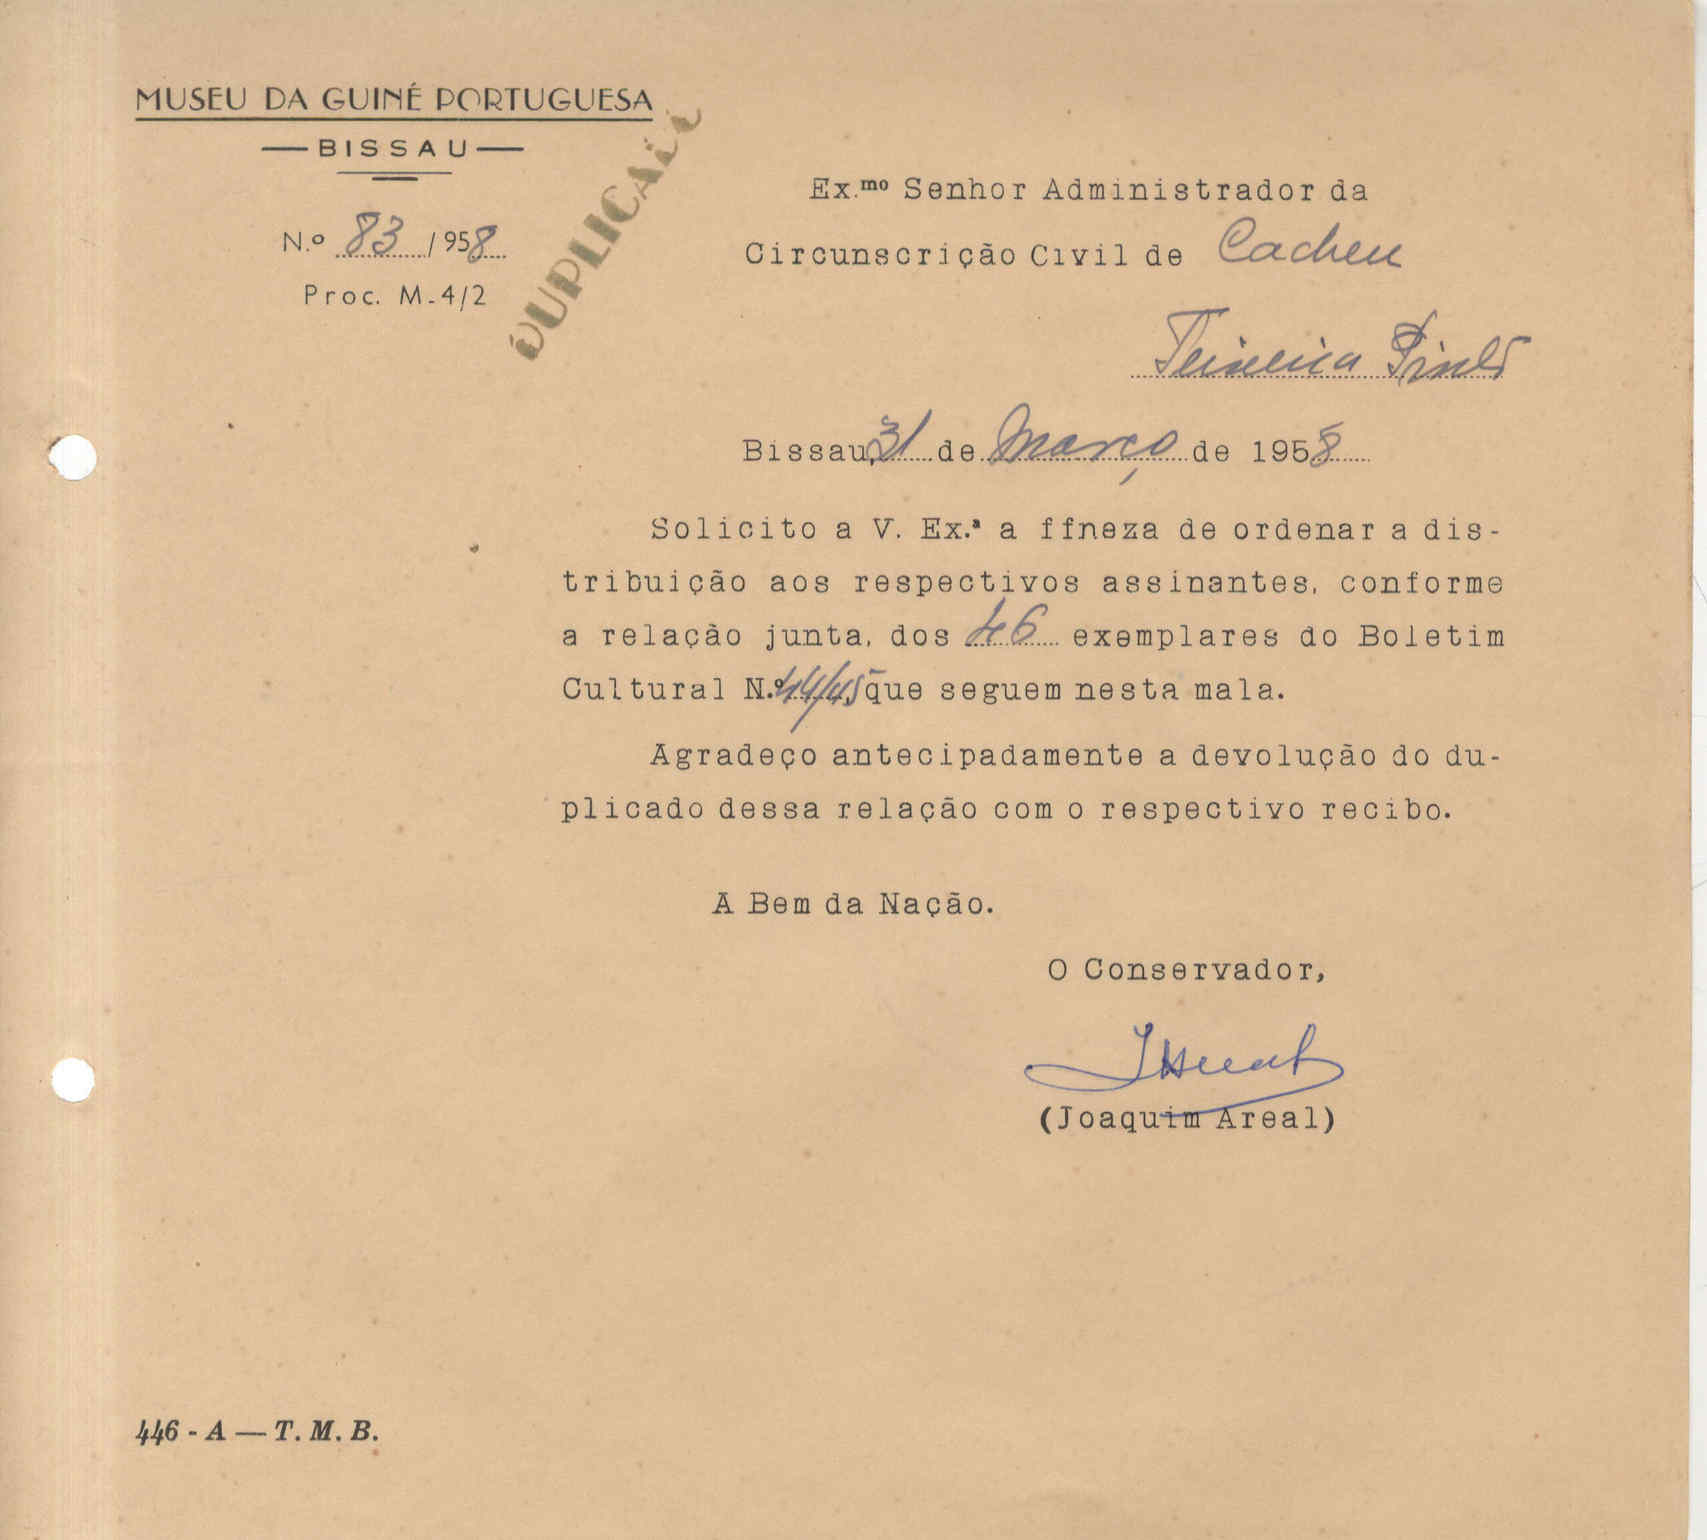 MUSEU DA GUINÉ PORTUGUESA
BISSAU
N.º 83 / 958
Proc. M-4/2
DUPLICADO
Ex.mo Senhor Administrador da
Circunscrição Civil de Cacheu
Teixeira Pinto
Bissau, 31 de Março de 1958
Solicito a V. Ex.ª a ffneza de ordenar a dis-
tribuição aos respectivos assinantes, conforme
a relação junta, dos 46 exemplares do Boletim
Cultural N.º 44/45, que seguem nesta mala.
Agradeço antecipadamente a devolução do du-
plicado dessa relação com o respectivo recibo.
A Bem da Nação.
O Conservador,
(Joaquim Areal)
446 - A — T. M. B.